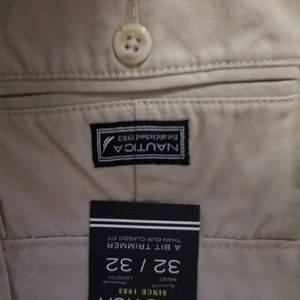 SINCE 1983
WAIST LENGTH
32 / 32
A BIT TRIMMER
THAN OUR CLASSIC FIT
NAUTICA
Established 1983